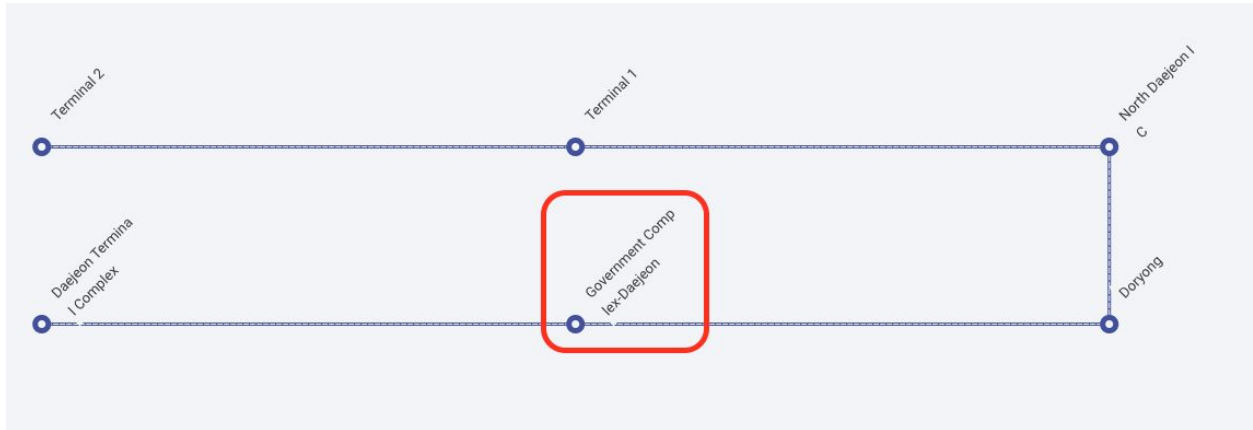 Terminal 2
Terminal 1
North Daejeon I
C
Daejeon Termina
l Complex
Government Comp
lex-Daejeon
Doryong